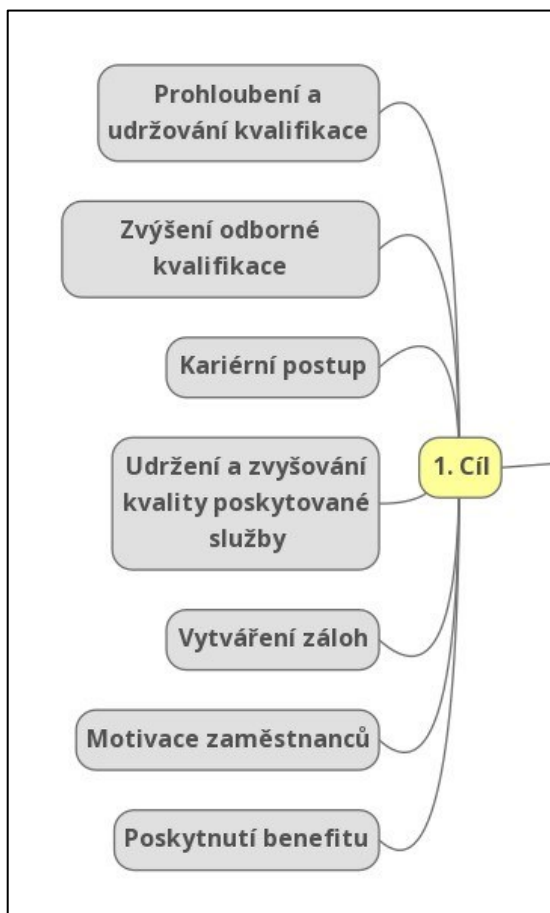 Prohloubení a
udržování kvalifikace
Zvýšení odborné
kvalifikace
Kariérní postup
Udržení a zvyšování
kvality poskytované
služby
Vytváření záloh
Motivace zaměstnanců
Poskytnutí benefitu
1. Cíl